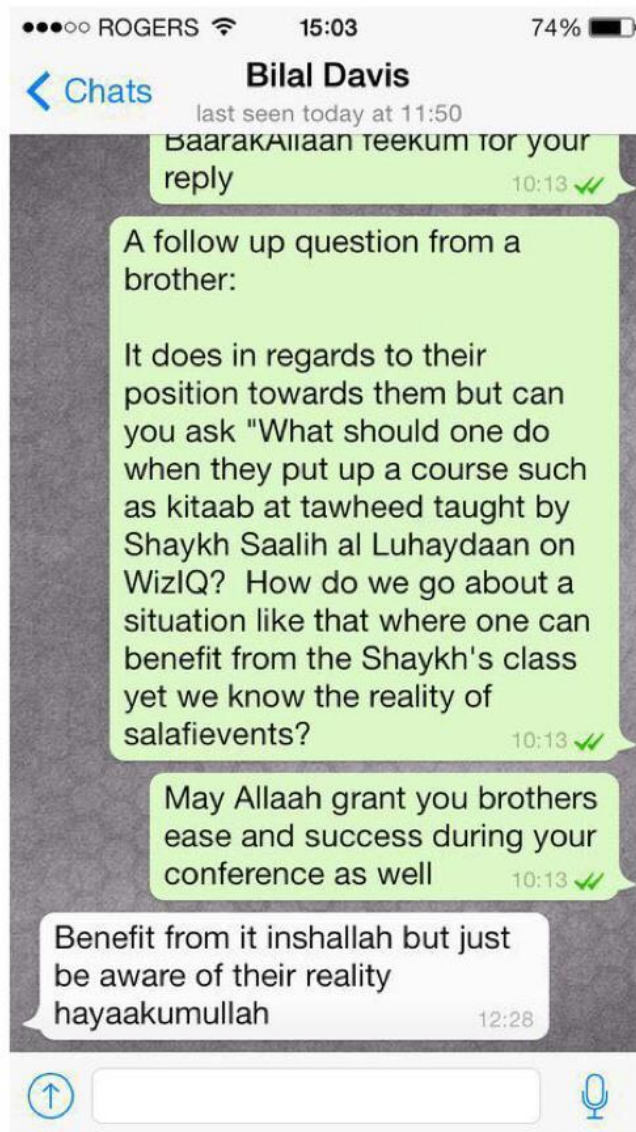 ROGERS 15:03 74%
Chats Bilal Davis
last seen today at 11:50
BaarakAllaah feekum for your
reply 10:13
A follow up question from a
brother:
It does in regards to their
position towards them but can
you ask "What should one do
when they put up a course such
as kitaab at tawheed taught by
Shaykh Saalih al Luhaydaan on
WizIQ? How do we go about a
situation like that where one can
benefit from the Shaykh's class
yet we know the reality of
salafievents? 10:13
May Allaah grant you brothers
ease and success during your
conference as well 10:13
Benefit from it inshallah but just
be aware of their reality
hayaakumullah 12:28